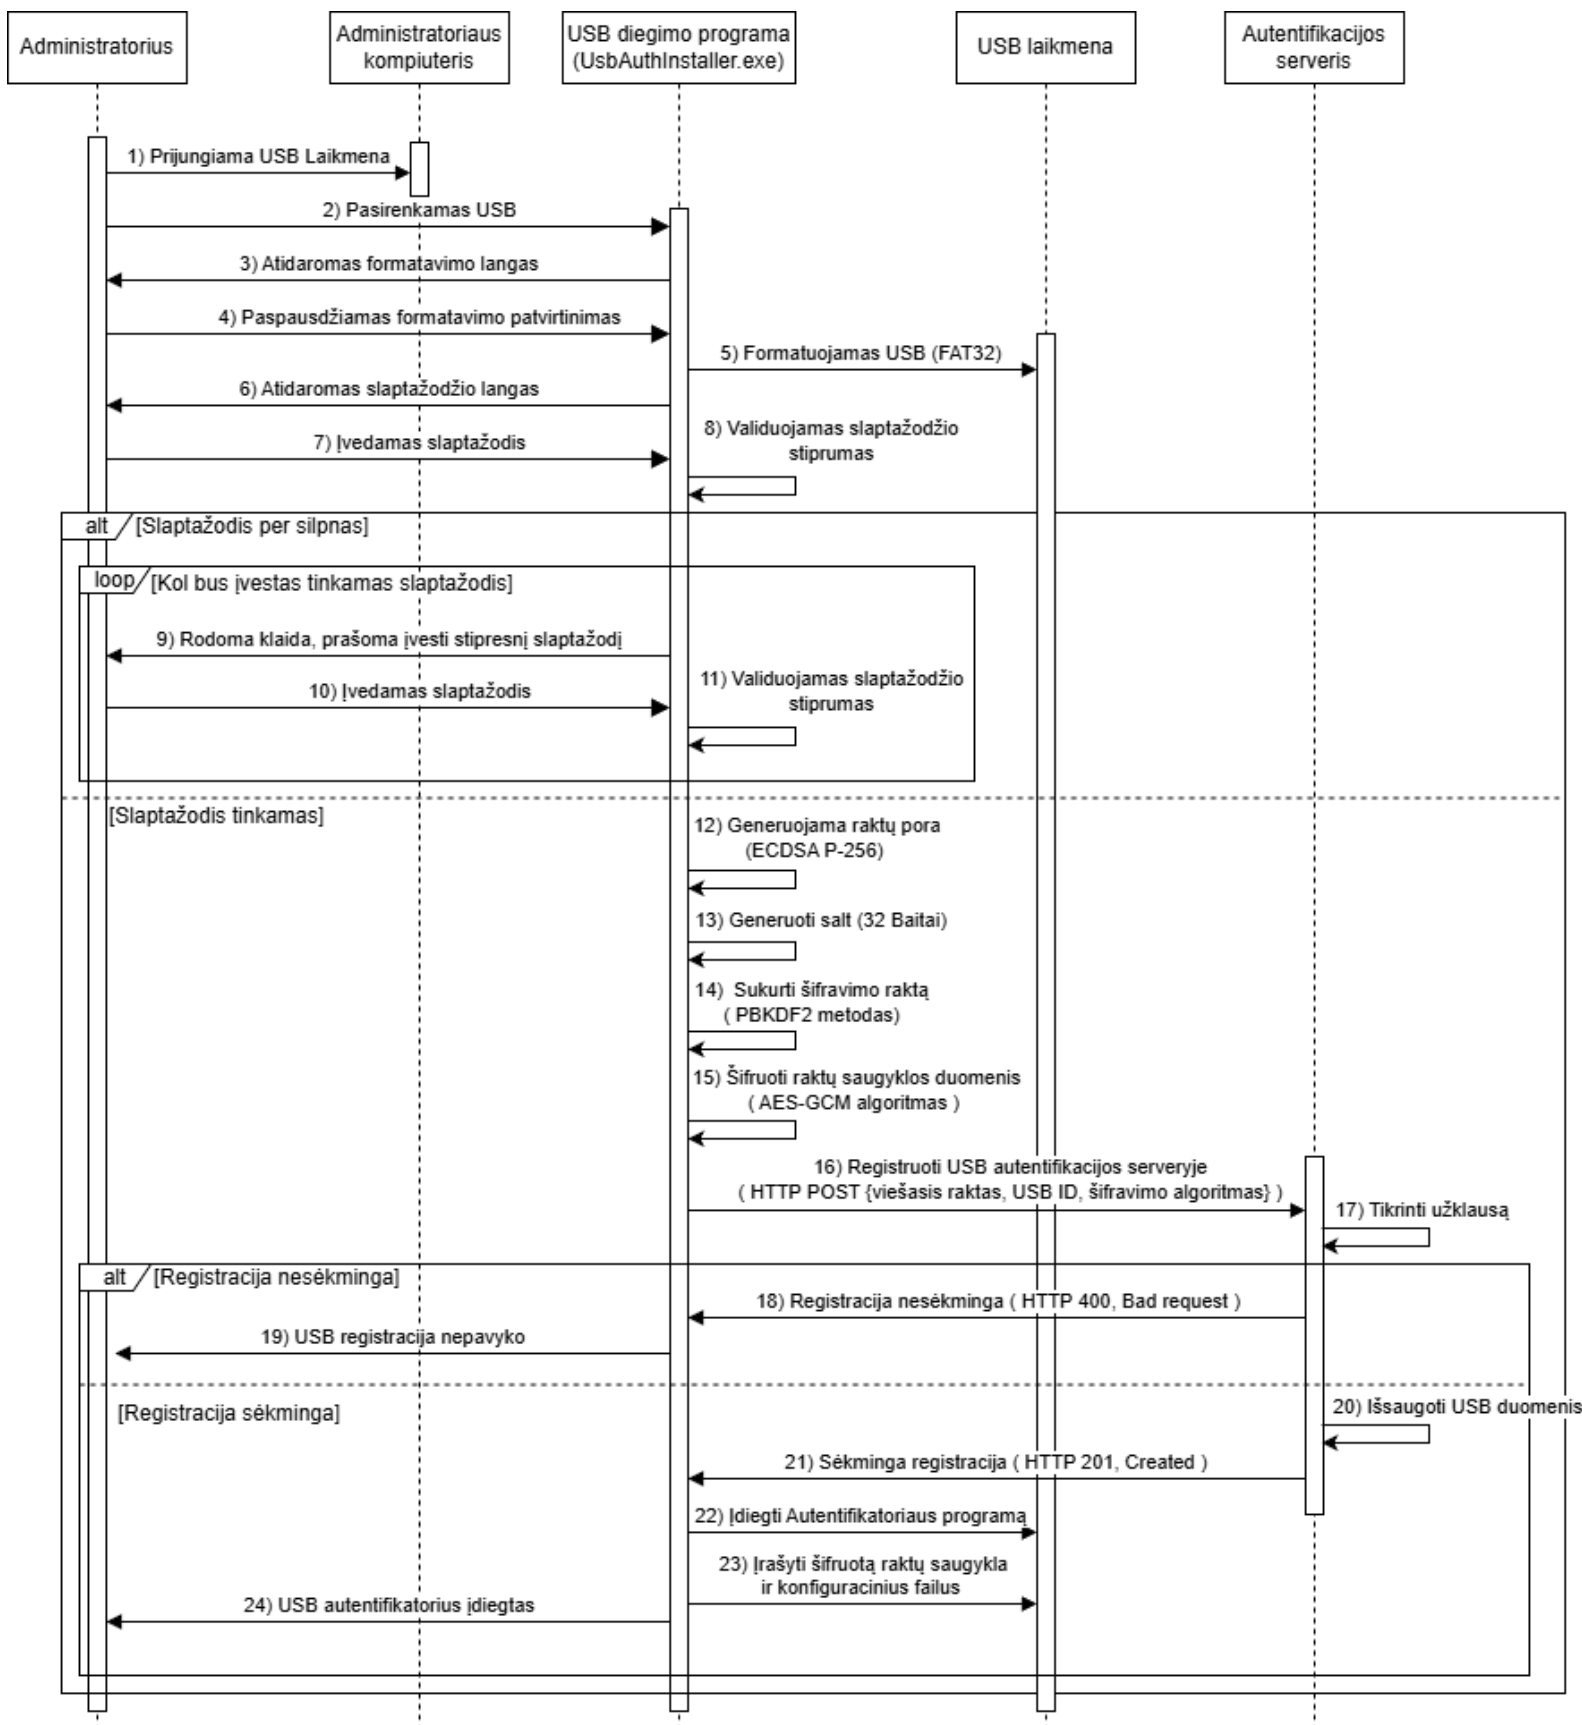 Administratorius
Administratoriaus
kompiuteris
USB diegimo programa
(UsbAuthInstaller.exe)
USB laikmena
Autentifikacijos
serveris
1) Prijungiama USB Laikmena
2) Pasirenkamas USB
3) Atidaromas formatavimo langas
4) Paspausdžiamas formatavimo patvirtinimas
5) Formatuojamas USB (FAT32)
6) Atidaromas slaptažodžio langas
7) Įvedamas slaptažodis
8) Validuojamas slaptažodžio
stiprumas
alt
[Slaptažodis per silpnas]
loop
[Kol bus įvestas tinkamas slaptažodis]
9) Rodoma klaida, prašoma įvesti stipresnį slaptažodį
10) Įvedamas slaptažodis
11) Validuojamas slaptažodžio
stiprumas
[Slaptažodis tinkamas]
12) Generuojama raktų pora
(ECDSA P-256)
13) Generuoti salt (32 Baitai)
14) Sukurti šifravimo raktą
( PBKDF2 metodas)
15) Šifruoti raktų saugyklos duomenis
( AES-GCM algoritmas )
16) Registruoti USB autentifikacijos serveryje
( HTTP POST {viešasis raktas, USB ID, šifravimo algoritmas} )
17) Tikrinti užklausą
alt
[Registracija nesėkminga]
18) Registracija nesėkminga ( HTTP 400, Bad request )
19) USB registracija nepavyko
[Registracija sėkminga]
20) Išsaugoti USB duomenis
21) Sėkminga registracija ( HTTP 201, Created )
22) Įdiegti Autentifikatoriaus programą
23) Įrašyti šifruotą raktų saugykla
ir konfiguracinius failus
24) USB autentifikatorius įdiegtas